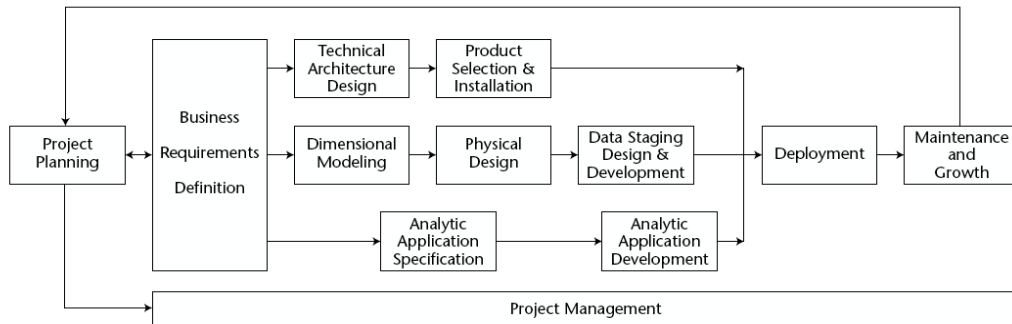 Technical
Architecture
Design
Product
Selection &
Installation
Project
Planning
Business
Requirements
Definition
Dimensional
Modeling
Physical
Design
Data Staging
Design &
Development
Deployment
Maintenance
and
Growth
Analytic
Application
Specification
Analytic
Application
Development
Project Management